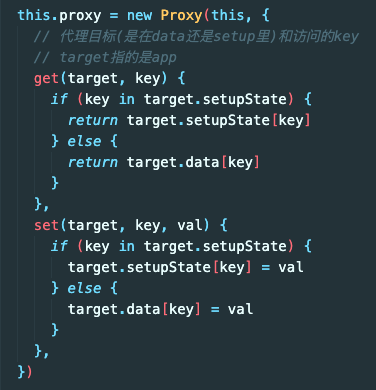 this.proxy = new Proxy(this, {
  // 代理目标(是在data还是setup里)和访问的key
  // target指的是app
  get(target, key) {
    if (key in target.setupState) {
      return target.setupState[key]
    } else {
      return target.data[key]
    }
  },
  set(target, key, val) {
    if (key in target.setupState) {
      target.setupState[key] = val
    } else {
      target.data[key] = val
    }
  },
})